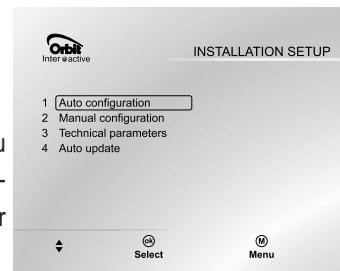 Orbit
Inter@active
INSTALLATION SETUP
1 Auto configuration
2 Manual configuration
3 Technical parameters
4 Auto update
u
-
r
ok
Select
M
Menu